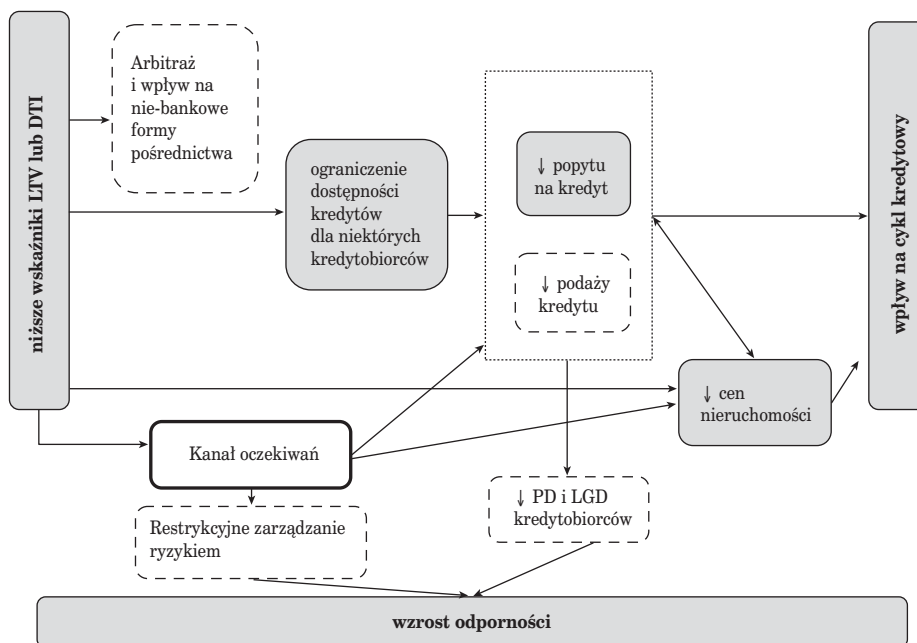 niższe wskaźniki LTV lub DTI
Arbitraż
i wpływ na
nie-bankowe
formy
pośrednictwa
ograniczenie
dostępności
kredytów
dla niektórych
kredytobiorców
↓ popytu
na kredyt
↓ podaży
kredytu
wpływ na cykl kredytowy
↓ cen
nieruchomości
Kanał oczekiwań
Restrykcyjne zarządzanie
ryzykiem
↓ PD i LGD
kredytobiorców
wzrost odporności